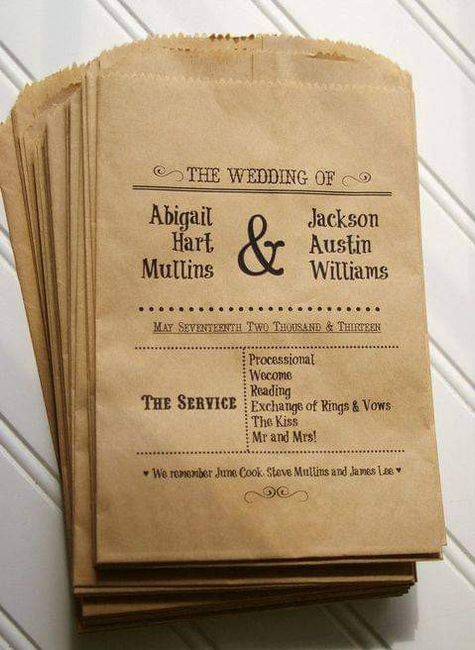 THE WEDDING OF
Abigail Hart Mullins
&
Jackson Austin Williams
May Seventeenth Two Thousand & Thirteen
The Service
Processional
Wecome
Reading
Exchange of Rings & Vows
The Kiss
Mr and Mrs!
♥ We remember June Cook, Steve Mullins and James Lee ♥